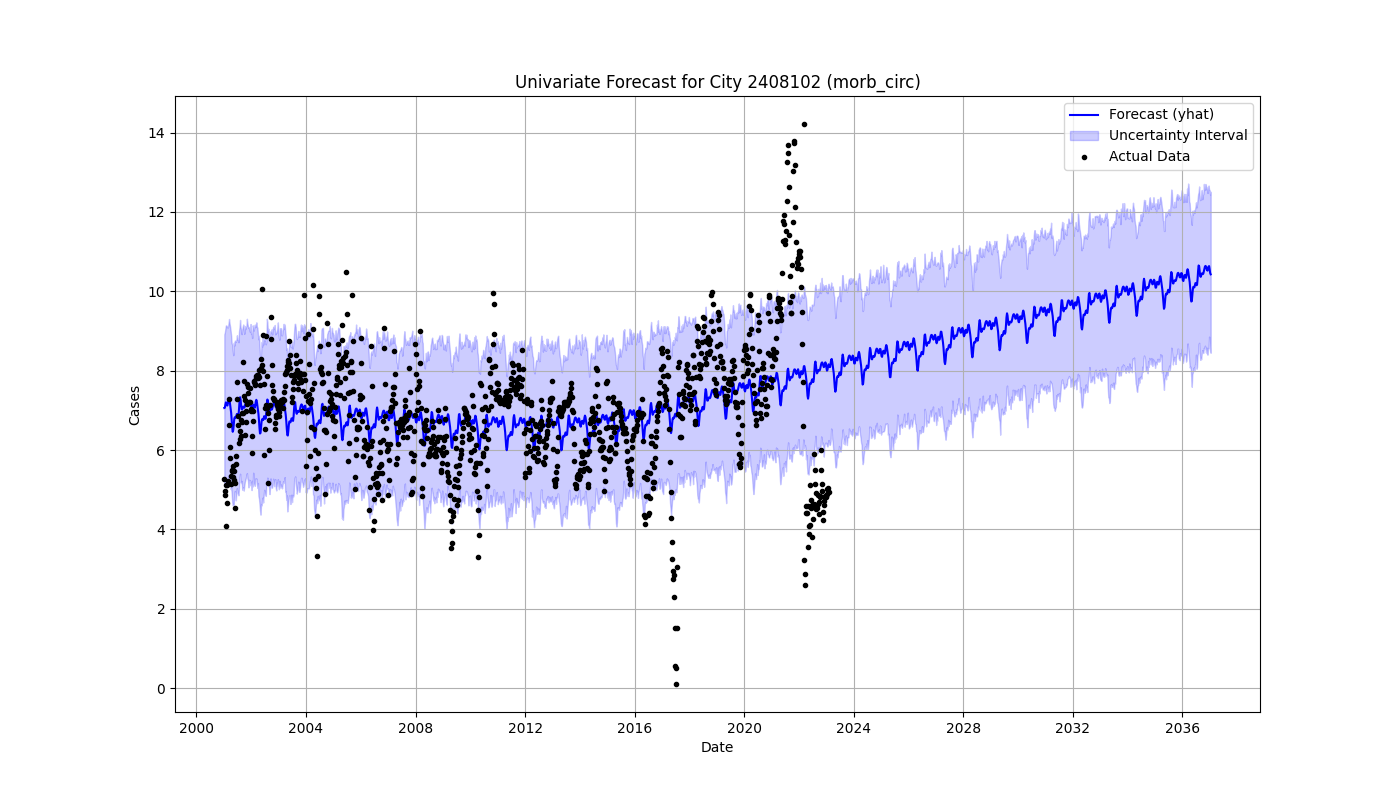 Univariate Forecast for City 2408102 (morb_circ)
Forecast (yhat)
Uncertainty Interval
Actual Data
Cases
14
12
10
8
6
4
2
0
2000 2004 2008 2012 2016 2020 2024 2028 2032 2036
Date